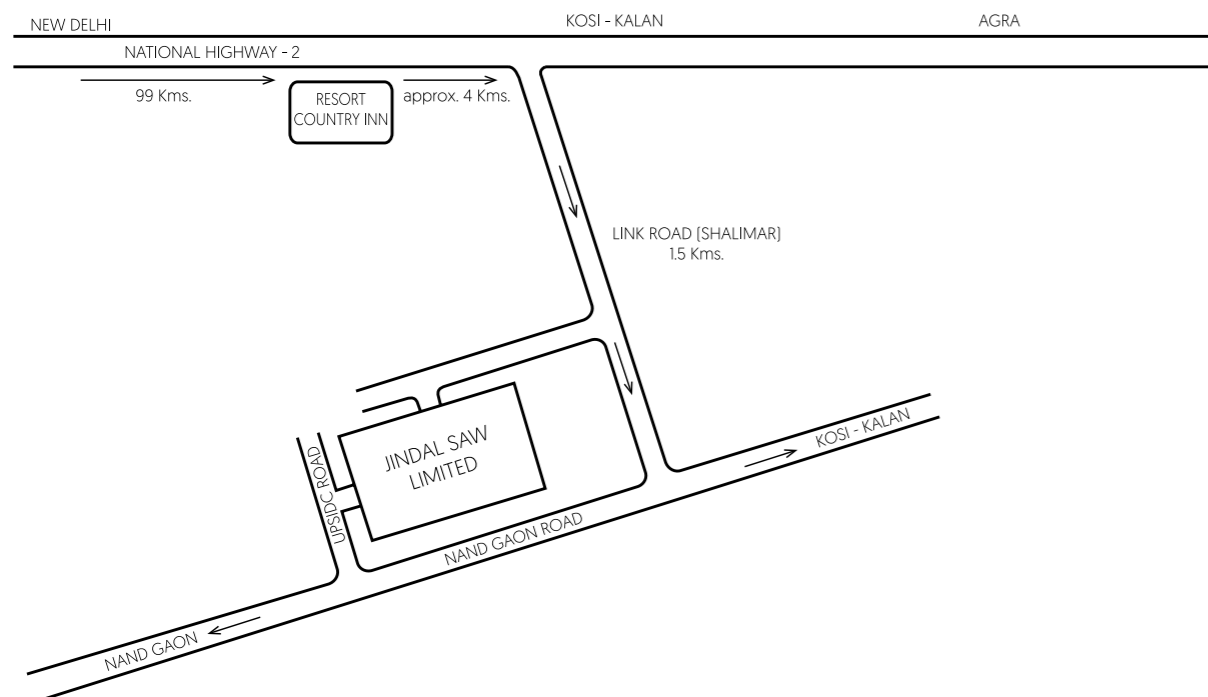 NEW DELHI
KOSI - KALAN
AGRA
NATIONAL HIGHWAY - 2
99 Kms.
RESORT
COUNTRY INN
approx. 4 Kms.
LINK ROAD (SHALIMAR)
1.5 Kms.
JINDAL SAW
LIMITED
UPSIDC ROAD
KOSI - KALAN
NAND GAON ROAD
NAND GAON